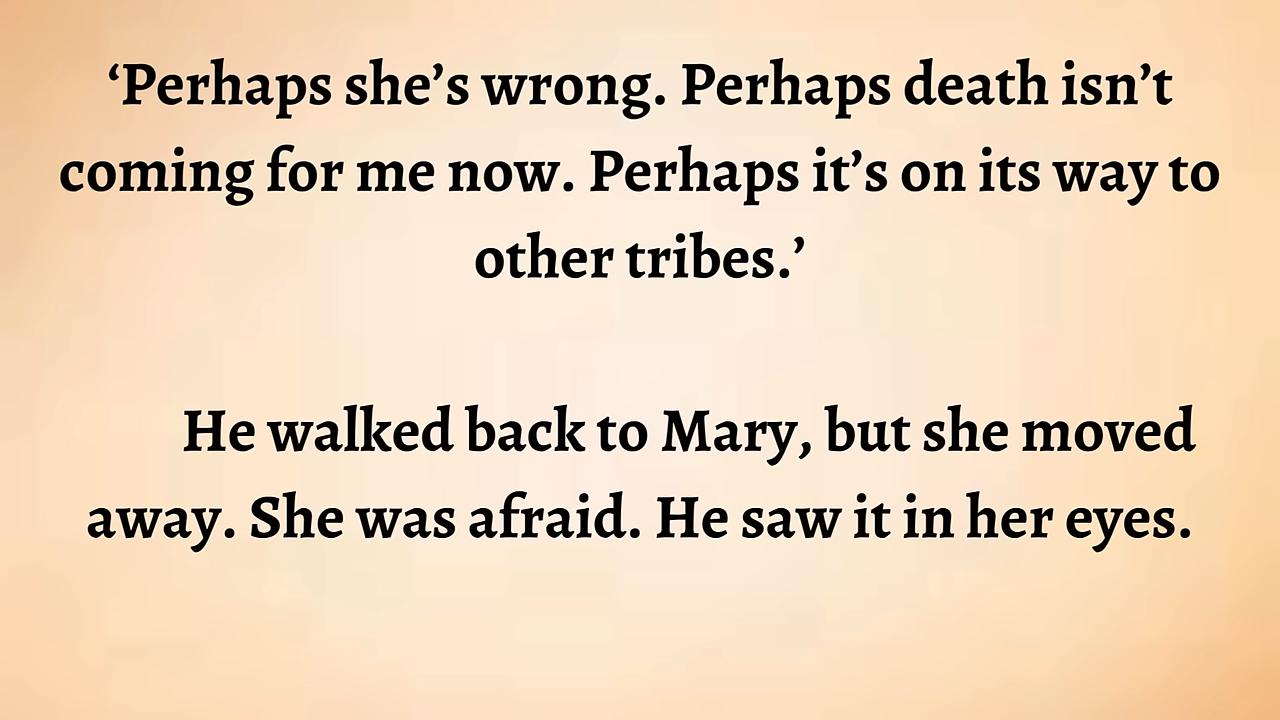 ‘Perhaps she’s wrong. Perhaps death isn’t
coming for me now. Perhaps it’s on its way to
other tribes.’
He walked back to Mary, but she moved
away. She was afraid. He saw it in her eyes.